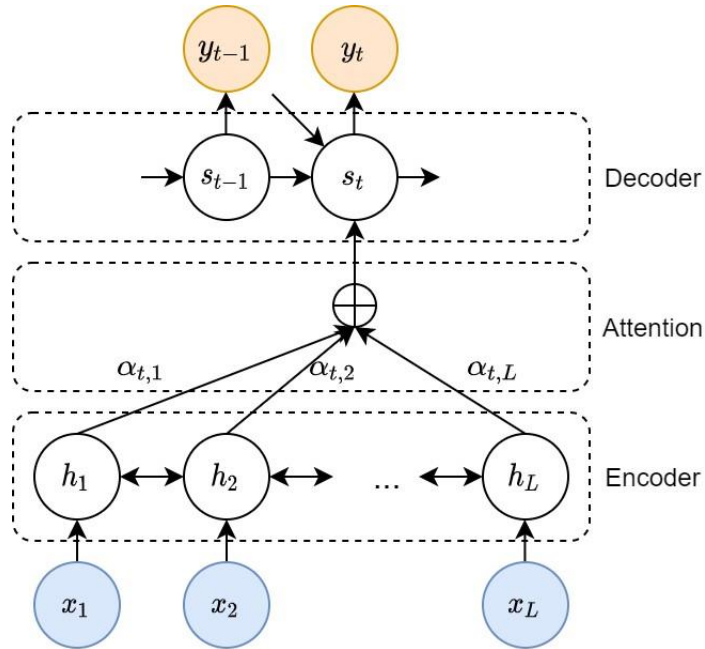 y_{t-1} y_t
s_{t-1} s_t Decoder
Attention
α_{t,1} α_{t,2} α_{t,L}
h_1 h_2 ... h_L Encoder
x_1 x_2 x_L